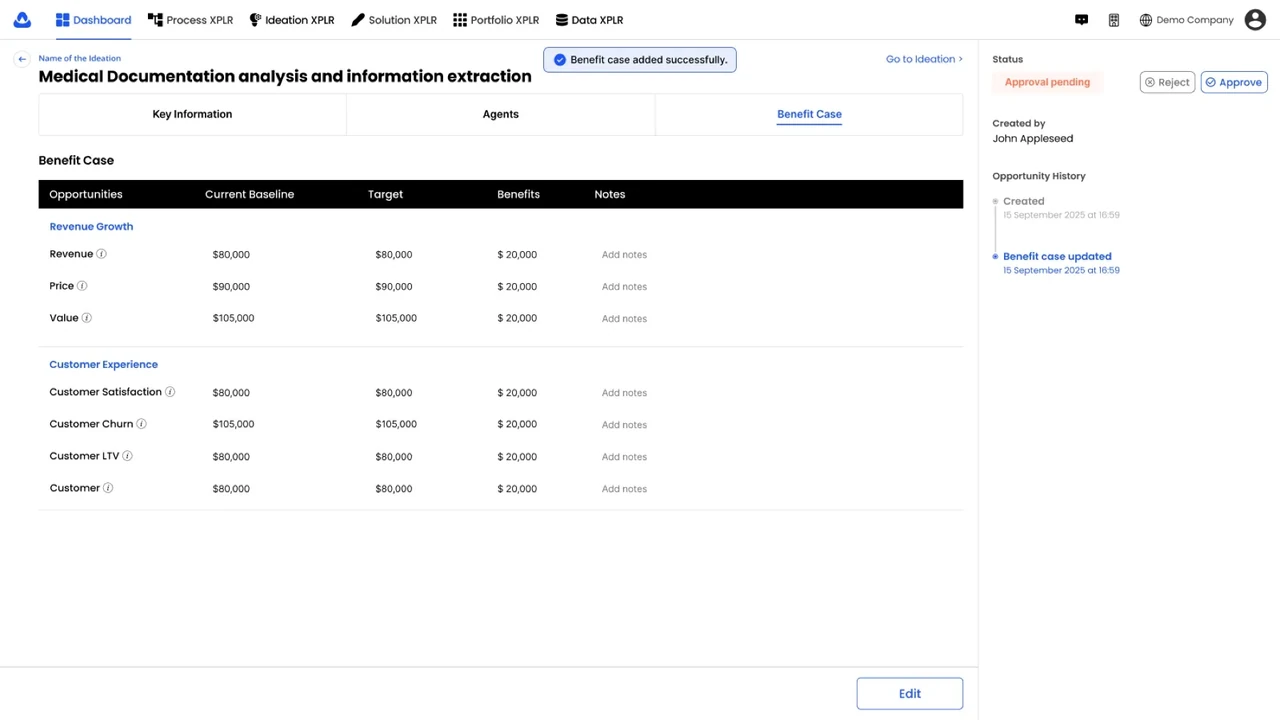 Dashboard Process XPLR Ideation XPLR Solution XPLR Portfolio XPLR Data XPLR Demo Company
Name of the Ideation
Medical Documentation analysis and information extraction
Benefit case added successfully.
Go to Ideation >
Key Information Agents Benefit Case
Benefit Case
Opportunities Current Baseline Target Benefits Notes
Revenue Growth
Revenue $80,000 $80,000 $ 20,000 Add notes
Price $90,000 $90,000 $ 20,000 Add notes
Value $105,000 $105,000 $ 20,000 Add notes
Customer Experience
Customer Satisfaction $80,000 $80,000 $ 20,000 Add notes
Customer Churn $105,000 $105,000 $ 20,000 Add notes
Customer LTV $80,000 $80,000 $ 20,000 Add notes
Customer $80,000 $80,000 $ 20,000 Add notes
Edit
Status
Approval pending Reject Approve
Created by
John Appleseed
Opportunity History
Created
15 September 2025 at 16:59
Benefit case updated
15 September 2025 at 16:59